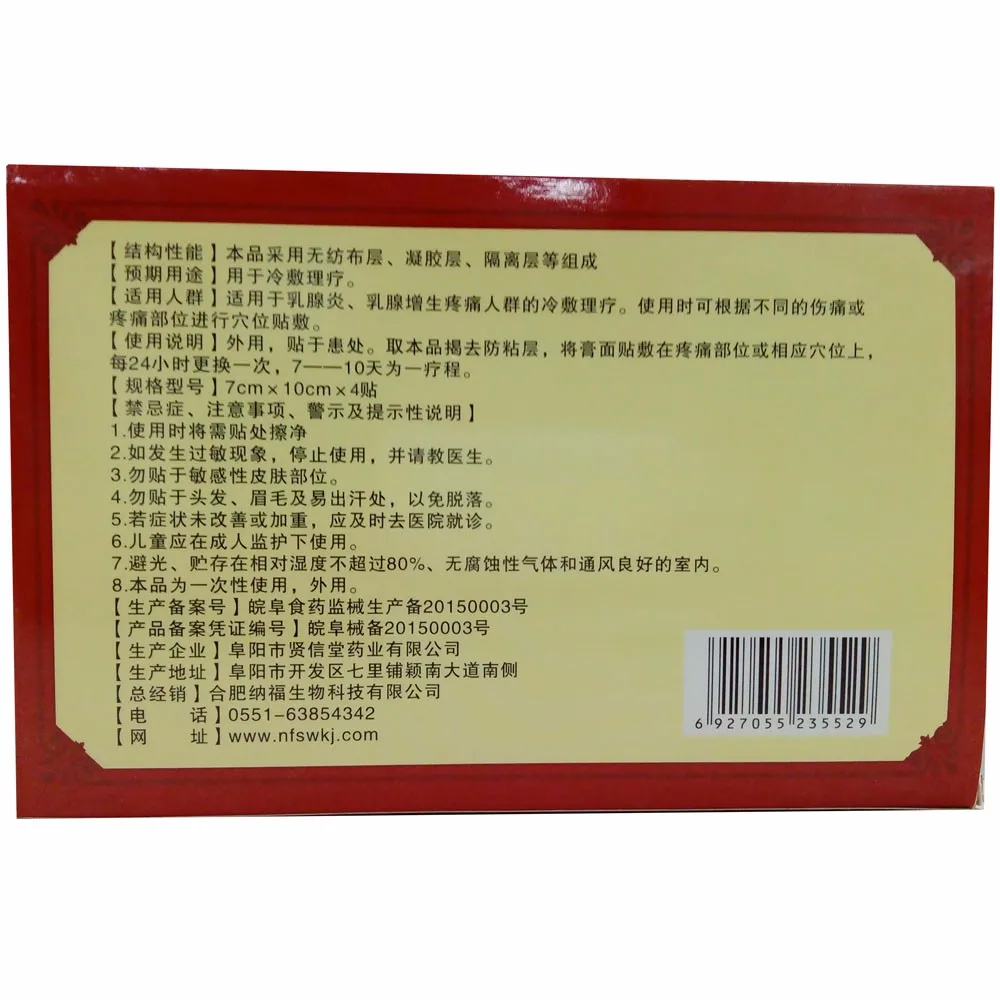 【结构性能】本品采用无纺布层、凝胶层、隔离层等组成
【预期用途】用于冷敷理疗。
【适用人群】适用于乳腺炎、乳腺增生疼痛人群的冷敷理疗。使用时可根据不同的伤痛或
疼痛部位进行穴位贴敷。
【使用说明】外用，贴于患处。取本品揭去防粘层，将膏面贴敷在疼痛部位或相应穴位上，
每24小时更换一次，7——10天为一疗程。
【规格型号】7cm×10cm×4贴
【禁忌症、注意事项、警示及提示性说明】
1.使用时将需贴处擦净
2.如发生过敏现象，停止使用，并请教医生。
3.勿贴于敏感性皮肤部位。
4.勿贴于头发、眉毛及易出汗处，以免脱落。
5.若症状未改善或加重，应及时去医院就诊。
6.儿童应在成人监护下使用。
7.避光、贮存在相对湿度不超过80%、无腐蚀性气体和通风良好的室内。
8.本品为一次性使用，外用。
【生产备案号】皖阜食药监械生产备20150003号
【产品备案凭证编号】皖阜械备20150003号
【生产企业】阜阳市贤信堂药业有限公司
【生产地址】阜阳市开发区七里铺颍南大道南侧
【总经销】合肥纳福生物科技有限公司
【电 话】0551-63854342
【网 址】www.nfswkj.com
6 927055 235529